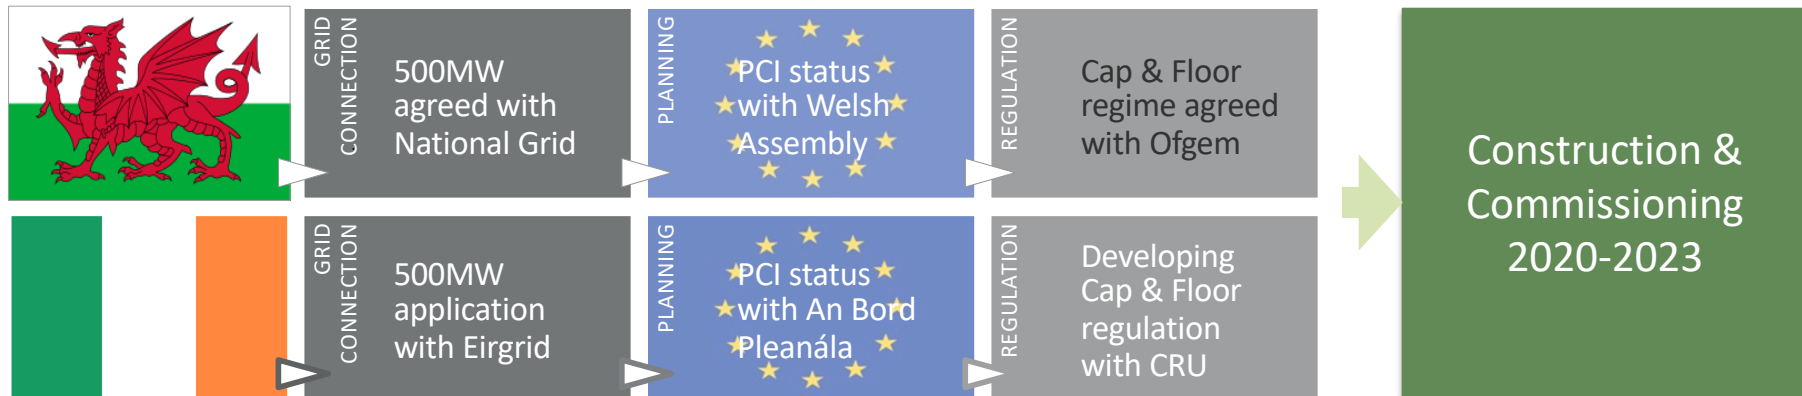 GRID
CONNECTION
500MW
agreed with
National Grid
PLANNING
PCI status
with Welsh
Assembly
REGULATION
Cap & Floor
regime agreed
with Ofgem
GRID
CONNECTION
500MW
application
with Eirgrid
PLANNING
PCI status
with An Bord
Pleanála
REGULATION
Developing
Cap & Floor
regulation
with CRU
Construction &
Commissioning
2020-2023